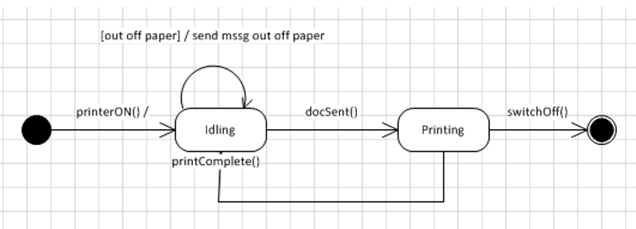 [out off paper] / send mssg out off paper
printerON() /
docSent()
switchOff()
Idling
Printing
printComplete()